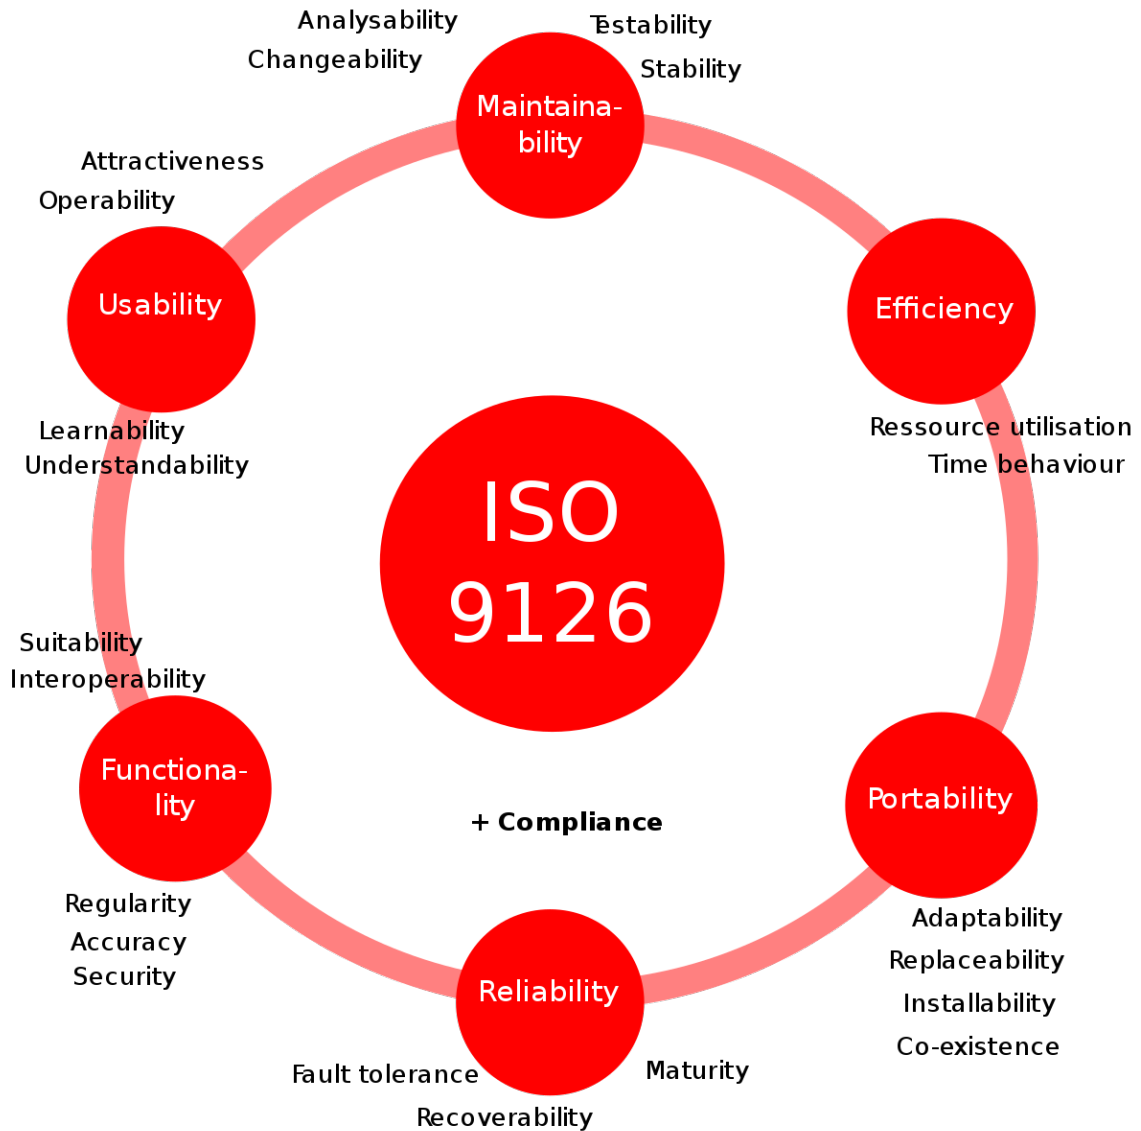 Analysability
Testability
Changeability
Stability
Maintaina-
bility
Attractiveness
Operability
Usability
Efficiency
Learnability
Understandability
Ressource utilisation
Time behaviour
ISO
9126
Suitability
Interoperability
Functiona-
lity
Portability
+ Compliance
Regularity
Accuracy
Security
Adaptability
Replaceability
Installability
Co-existence
Reliability
Fault tolerance
Maturity
Recoverability